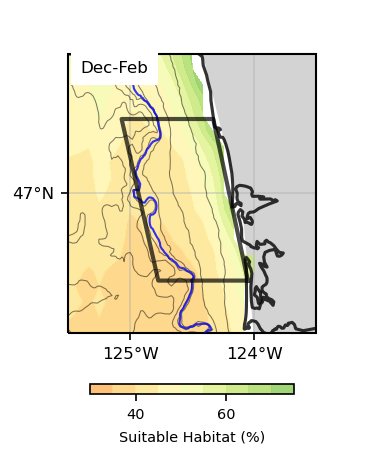 Dec-Feb
47°N
125°W 124°W
40 60
Suitable Habitat (%)